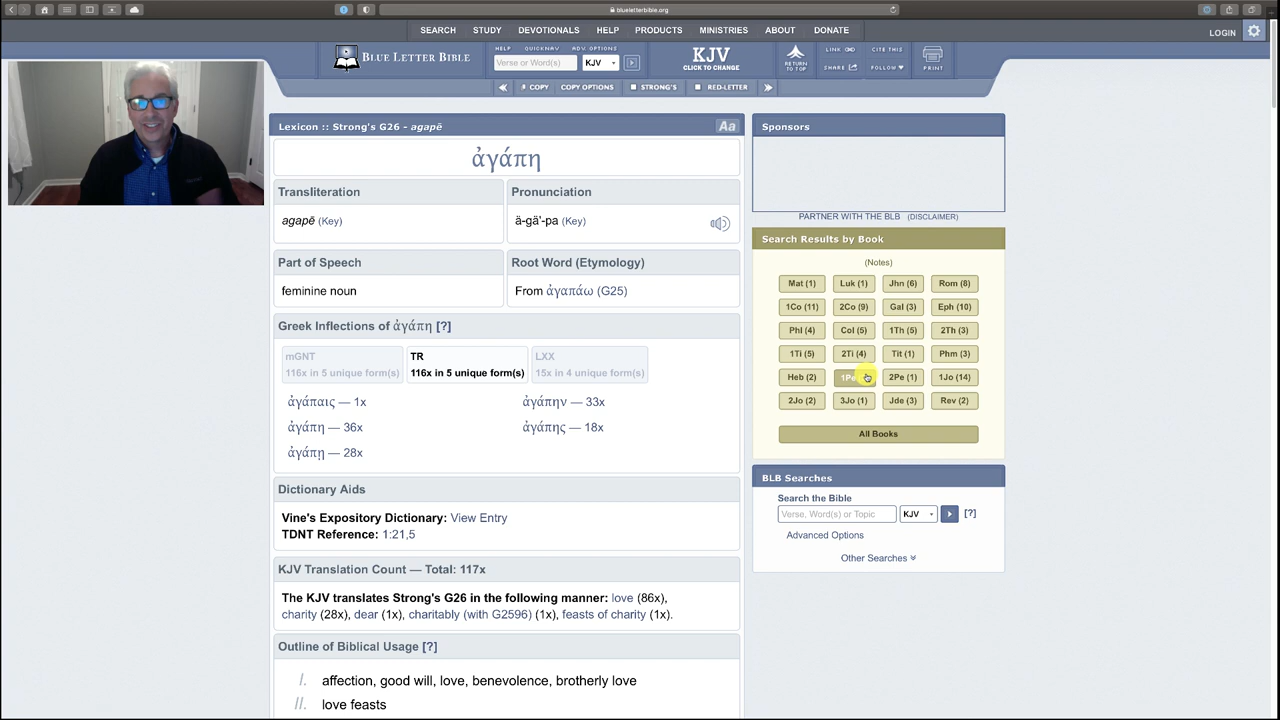 blueletterbible.org
SEARCH STUDY DEVOTIONALS HELP PRODUCTS MINISTRIES ABOUT DONATE
LOGIN
BLUE LETTER BIBLE
HELP QUICKNAV ADV. OPTIONS
Verse or Word(s) KJV
KJV
CLICK TO CHANGE
RETURN TO TOP
LINK CITE THIS
SHARE FOLLOW
PRINT
COPY COPY OPTIONS STRONG'S RED-LETTER
Lexicon :: Strong's G26 - agapē Aa
ἀγάπη
Transliteration
agapē (Key)
Pronunciation
ä-gä'-pa (Key)
Part of Speech
feminine noun
Root Word (Etymology)
From ἀγαπάω (G25)
Greek Inflections of ἀγάπη [?]
mGNT
116x in 5 unique form(s)
TR
116x in 5 unique form(s)
LXX
15x in 4 unique form(s)
ἀγάπαις — 1x
ἀγάπη — 36x
ἀγάπῃ — 28x
ἀγάπην — 33x
ἀγάπης — 18x
Dictionary Aids
Vine's Expository Dictionary: View Entry
TDNT Reference: 1:21,5
KJV Translation Count — Total: 117x
The KJV translates Strong's G26 in the following manner: love (86x),
charity (28x), dear (1x), charitably (with G2596) (1x), feasts of charity (1x).
Outline of Biblical Usage [?]
I. affection, good will, love, benevolence, brotherly love
II. love feasts
Sponsors
PARTNER WITH THE BLB (DISCLAIMER)
Search Results by Book
(Notes)
Mat (1) Luk (1) Jhn (6) Rom (8)
1Co (11) 2Co (9) Gal (3) Eph (10)
Phl (4) Col (5) 1Th (5) 2Th (3)
1Ti (5) 2Ti (4) Tit (1) Phm (3)
Heb (2) 1Pe 2Pe (1) 1Jo (14)
2Jo (2) 3Jo (1) Jde (3) Rev (2)
All Books
BLB Searches
Search the Bible
Verse, Word(s) or Topic KJV [?]
Advanced Options
Other Searches